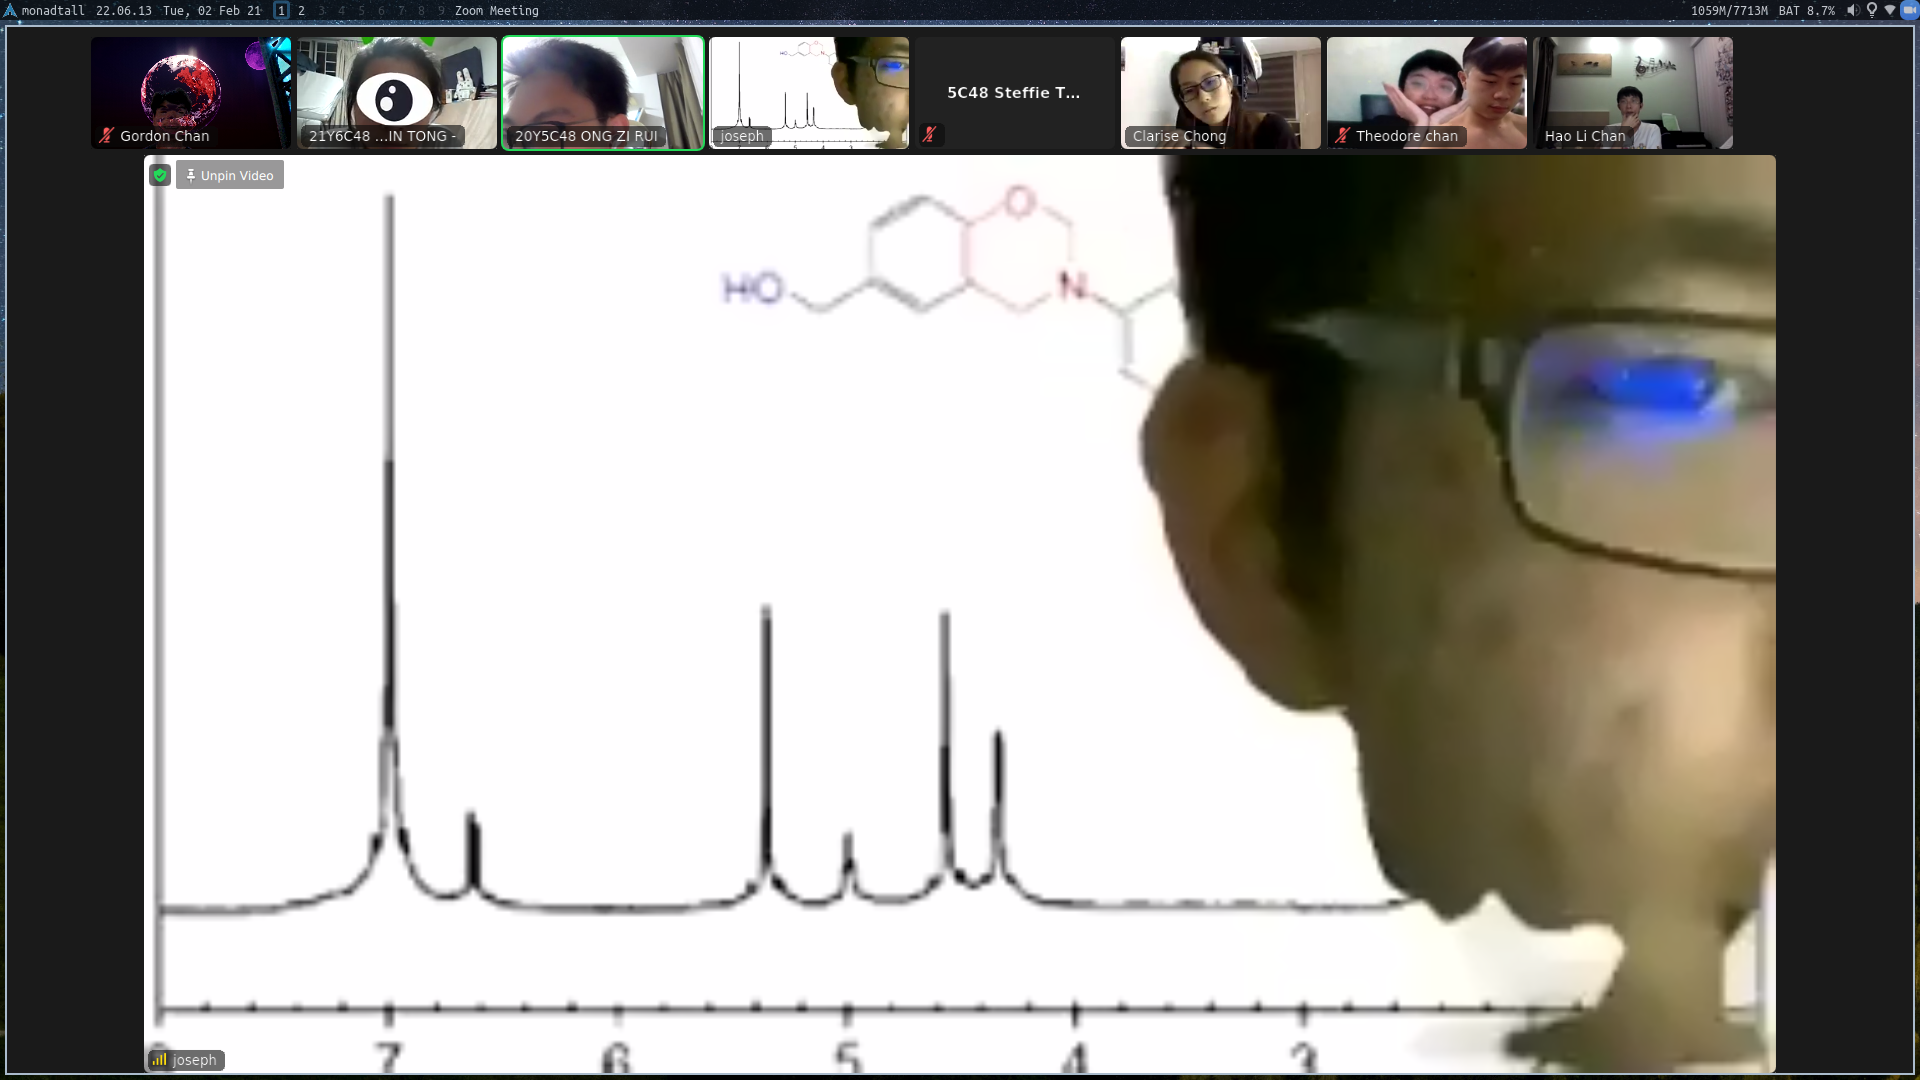 monadtall 22.06.13 Tue, 02 Feb 21 1 2 3 4 5 6 7 8 9 Zoom Meeting 1059M/7713M BAT 8.7%
Gordon Chan
21Y6C48 ...IN TONG -
20Y5C48 ONG ZI RUI
joseph
5C48 Steffie T...
Clarise Chong
Theodore chan
Hao Li Chan
Unpin Video
O
HO
N
7 6 5 4 3
joseph